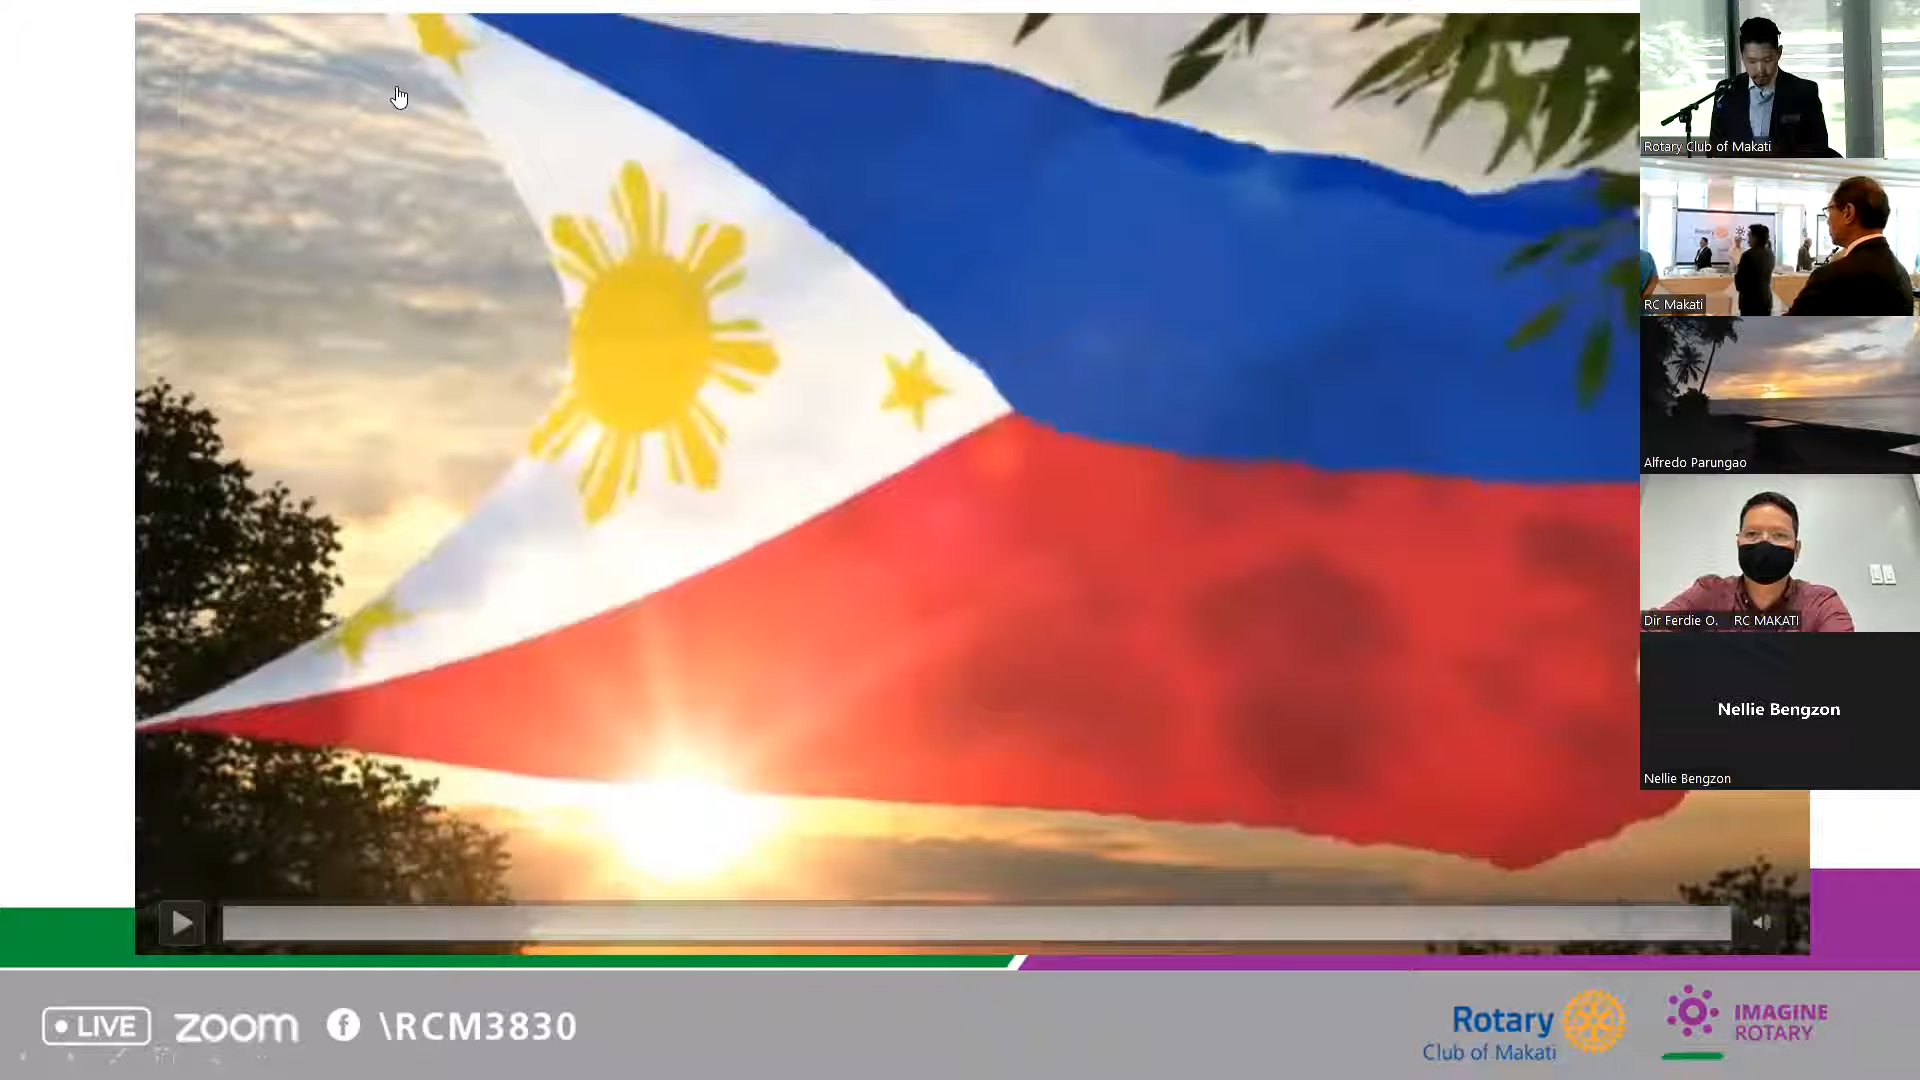 Rotary Club of Makati
RC Makati
Alfredo Parungao
Dir Ferdie O. RC MAKATI
Nellie Bengzon
Nellie Bengzon
LIVE zoom \RCM3830
Rotary
Club of Makati
IMAGINE
ROTARY